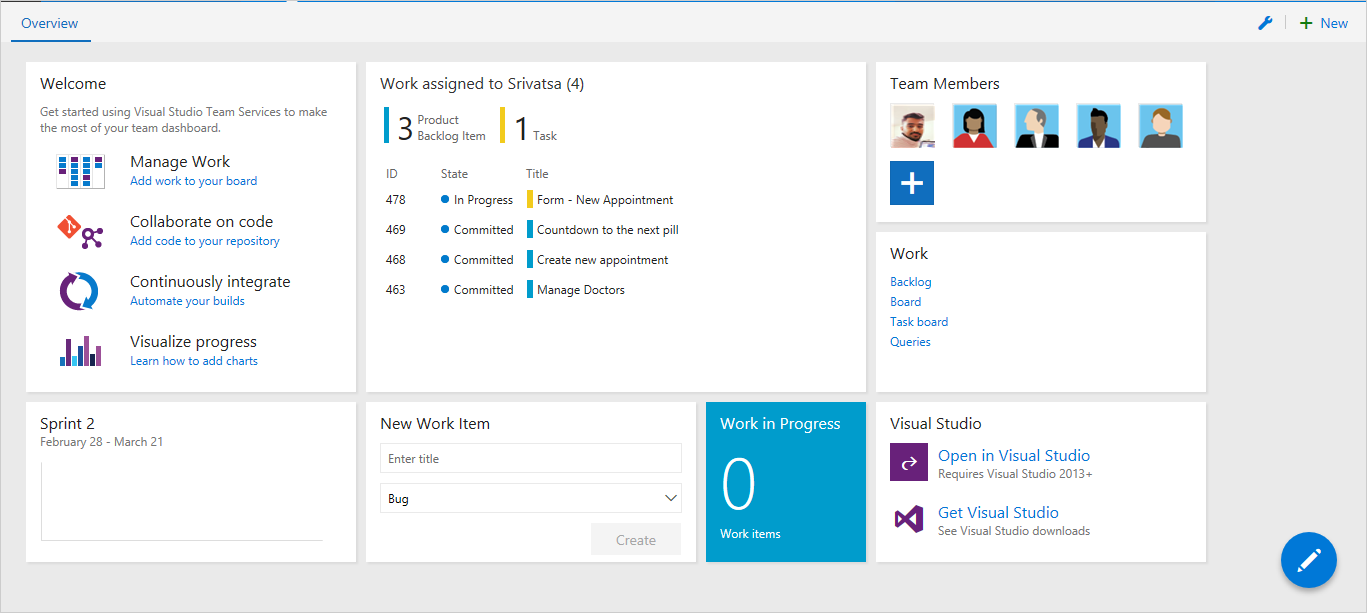 Overview
New
Welcome
Get started using Visual Studio Team Services to make
the most of your team dashboard.
Manage Work
Add work to your board
Collaborate on code
Add code to your repository
Continuously integrate
Automate your builds
Visualize progress
Learn how to add charts
Work assigned to Srivatsa (4)
3 Product
Backlog Item
1 Task
ID State Title
478 In Progress Form - New Appointment
469 Committed Countdown to the next pill
468 Committed Create new appointment
463 Committed Manage Doctors
Team Members
Work
Backlog
Board
Task board
Queries
Sprint 2
February 28 - March 21
New Work Item
Enter title
Bug
Create
Work in Progress
0
Work items
Visual Studio
Open in Visual Studio
Requires Visual Studio 2013+
Get Visual Studio
See Visual Studio downloads